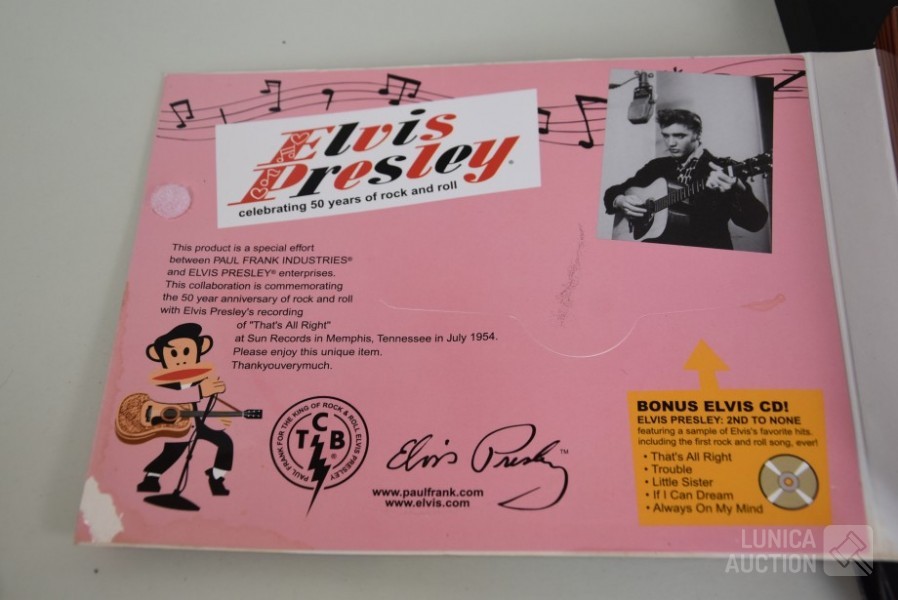 Elvis
Presley®
celebrating 50 years of rock and roll
This product is a special effort
between PAUL FRANK INDUSTRIES®
and ELVIS PRESLEY® enterprises.
This collaboration is commemorating
the 50 year anniversary of rock and roll
with Elvis Presley's recording
of "That's All Right"
at Sun Records in Memphis, Tennessee in July 1954.
Please enjoy this unique item.
Thankyouverymuch.
PAUL FRANK FOR THE KING OF ROCK & ROLL ELVIS PRESLEY
TCB
Elvis Presley™
www.paulfrank.com
www.elvis.com
BONUS ELVIS CD!
ELVIS PRESLEY: 2ND TO NONE
featuring a sample of Elvis's favorite hits,
including the first rock and roll song, ever!
• That's All Right
• Trouble
• Little Sister
• If I Can Dream
• Always On My Mind
LUNICA
AUCTION